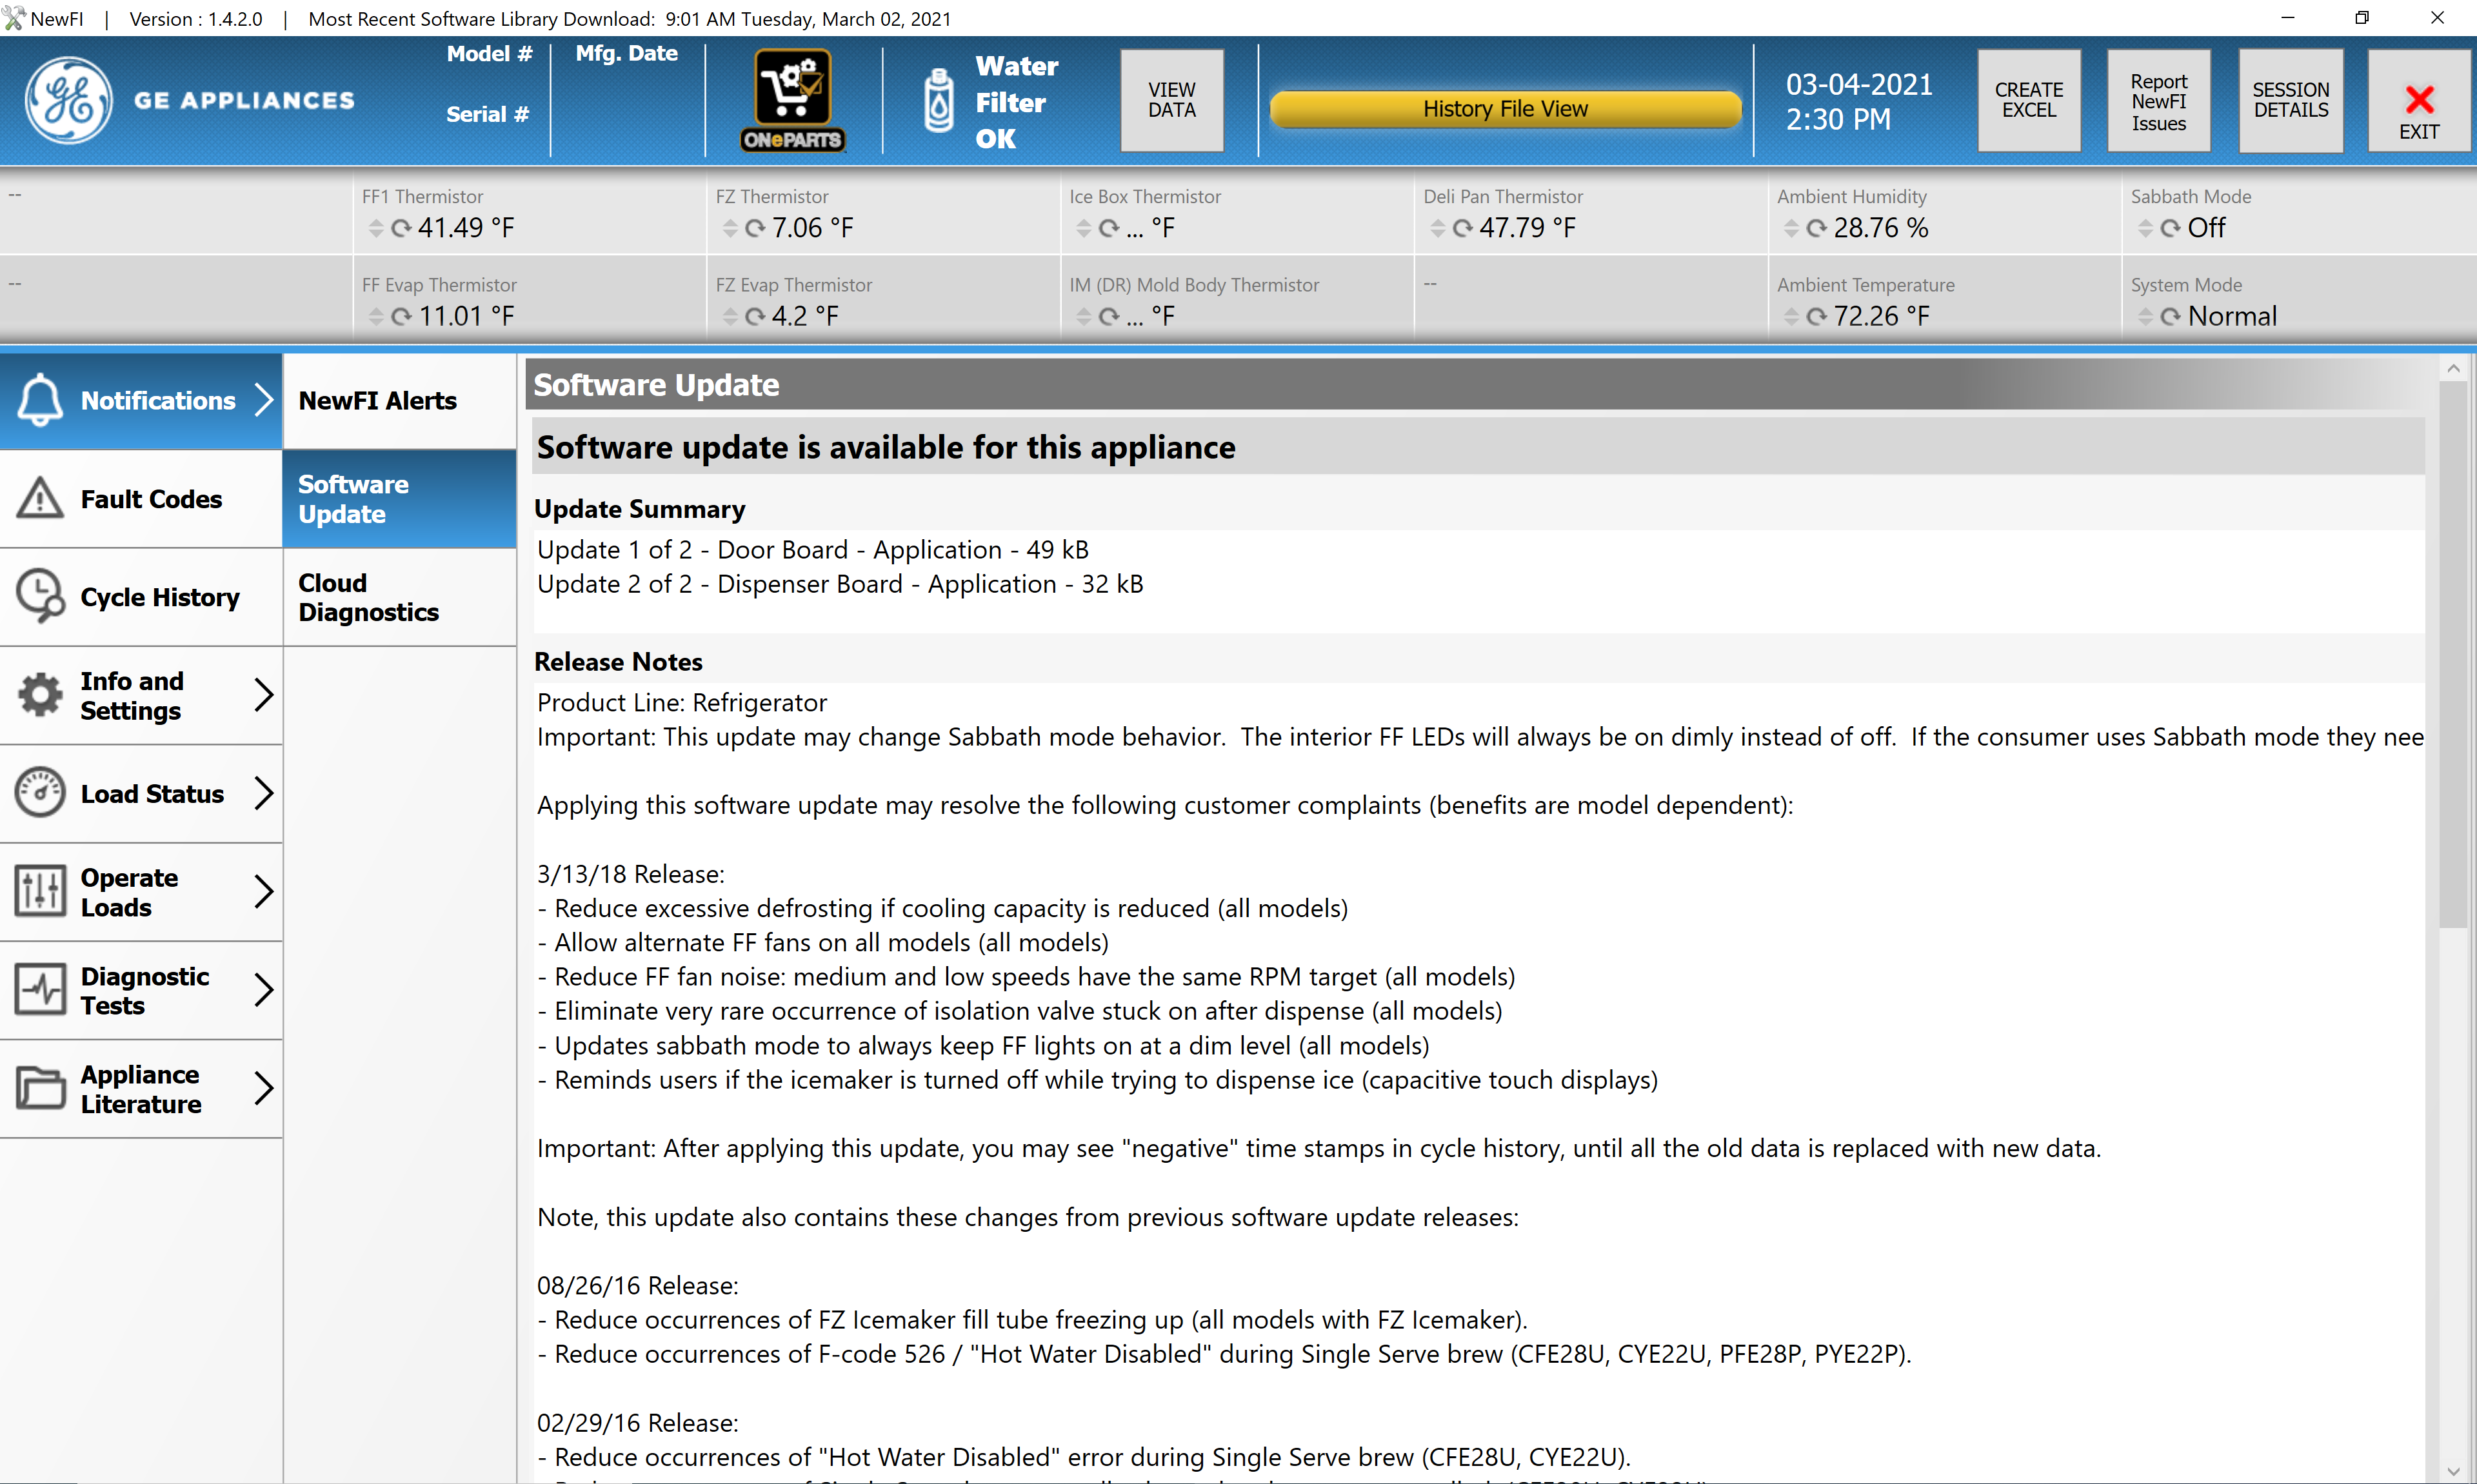 NewFI | Version : 1.4.2.0 | Most Recent Software Library Download: 9:01 AM Tuesday, March 02, 2021
GE APPLIANCES
Model #
Serial #
Mfg. Date
ONePARTS
Water
Filter
OK
VIEW
DATA
History File View
03-04-2021
2:30 PM
CREATE
EXCEL
Report
NewFI
Issues
SESSION
DETAILS
EXIT
--
FF1 Thermistor
41.49 °F
FZ Thermistor
7.06 °F
Ice Box Thermistor
... °F
Deli Pan Thermistor
47.79 °F
Ambient Humidity
28.76 %
Sabbath Mode
Off
--
FF Evap Thermistor
11.01 °F
FZ Evap Thermistor
4.2 °F
IM (DR) Mold Body Thermistor
... °F
--
Ambient Temperature
72.26 °F
System Mode
Normal
Notifications
Fault Codes
Cycle History
Info and
Settings
Load Status
Operate
Loads
Diagnostic
Tests
Appliance
Literature
NewFI Alerts
Software
Update
Cloud
Diagnostics
Software Update
Software update is available for this appliance
Update Summary
Update 1 of 2 - Door Board - Application - 49 kB
Update 2 of 2 - Dispenser Board - Application - 32 kB
Release Notes
Product Line: Refrigerator
Important: This update may change Sabbath mode behavior. The interior FF LEDs will always be on dimly instead of off. If the consumer uses Sabbath mode they nee
Applying this software update may resolve the following customer complaints (benefits are model dependent):
3/13/18 Release:
- Reduce excessive defrosting if cooling capacity is reduced (all models)
- Allow alternate FF fans on all models (all models)
- Reduce FF fan noise: medium and low speeds have the same RPM target (all models)
- Eliminate very rare occurrence of isolation valve stuck on after dispense (all models)
- Updates sabbath mode to always keep FF lights on at a dim level (all models)
- Reminds users if the icemaker is turned off while trying to dispense ice (capacitive touch displays)
Important: After applying this update, you may see "negative" time stamps in cycle history, until all the old data is replaced with new data.
Note, this update also contains these changes from previous software update releases:
08/26/16 Release:
- Reduce occurrences of FZ Icemaker fill tube freezing up (all models with FZ Icemaker).
- Reduce occurrences of F-code 526 / "Hot Water Disabled" during Single Serve brew (CFE28U, CYE22U, PFE28P, PYE22P).
02/29/16 Release:
- Reduce occurrences of "Hot Water Disabled" error during Single Serve brew (CFE28U, CYE22U).